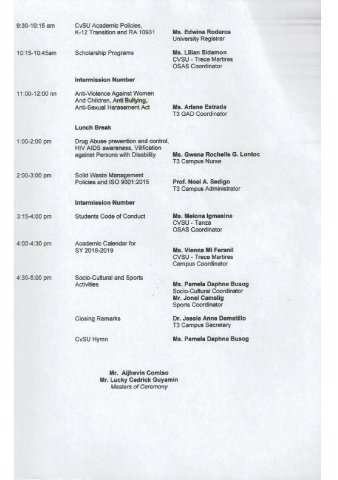 9:30-10:15 am CvSU Academic Policies,
K-12 Transition and RA 10931 Ms. Edwina Roderos
University Registrar
10:15-10:45am Scholarship Programs Ms. Lilian Sidamon
CVSU - Trece Martires
OSAS Coordinator
Intermission Number
11:00-12:00 nn Anti-Violence Against Women
And Children, Anti Bullying,
Anti-Sexual Harassment Act Ms. Arlene Estrada
T3 GAD Coordinator
Lunch Break
1:00-2:00 pm Drug Abuse prevention and control,
HIV AIDS awareness, Vilification
against Persons with Disability Ms. Gwena Rochelle G. Lontoc
T3 Campus Nurse
2:00-3:00 pm Solid Waste Management
Policies and ISO 9001:2015 Prof. Noel A. Sedigo
T3 Campus Administrator
Intermission Number
3:15-4:00 pm Students Code of Conduct Ms. Melona Igmasine
CVSU - Tanza
OSAS Coordinator
4:00-4:30 pm Academic Calendar for
SY 2018-2019 Ms. Vienna Mi Feranil
CVSU - Trece Martires
Campus Coordinator
4:30-5:00 pm Socio-Cultural and Sports
Activities Ms. Pamela Daphne Busog
Socio-Cultural Coordinator
Mr. Jonel Camalig
Sports Coordinator
Closing Remarks Dr. Jessie Anne Demetillo
T3 Campus Secretary
CvSU Hymn Ms. Pamela Daphne Busog
Mr. Aljhevin Comiso
Mr. Lucky Cedrick Guyamin
Masters of Ceremony